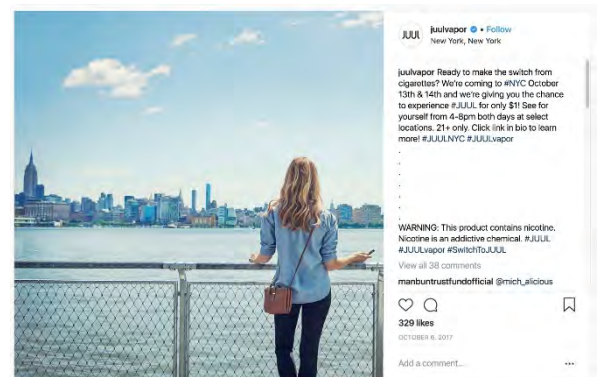 JUUL
juulvapor • Follow
New York, New York
juulvapor Ready to make the switch from
cigarettes? We're coming to #NYC October
13th & 14th and we're giving you the chance
to experience #JUUL for only $1! See for
yourself from 4-8pm both days at select
locations. 21+ only. Click link in bio to learn
more! #JUULNYC #JUULvapor
.
.
.
.
.
.
WARNING: This product contains nicotine.
Nicotine is an addictive chemical. #JUUL
#JUULvapor #SwitchToJUUL
View all 38 comments
manbuntrustfundofficial @mich_alicious
329 likes
OCTOBER 6, 2017
Add a comment...